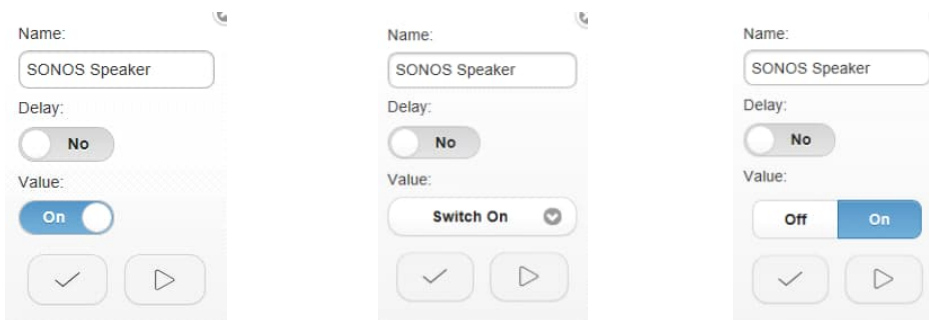 Name:
SONOS Speaker
Delay:
No
Value:
On
Name:
SONOS Speaker
Delay:
No
Value:
Switch On
Name:
SONOS Speaker
Delay:
No
Value:
Off On